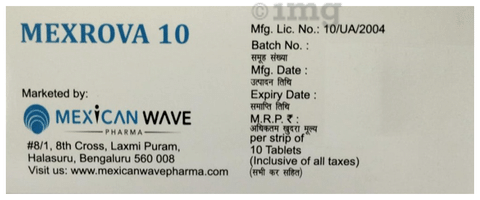 1mg
MEXROVA 10
Marketed by:
MEXICAN WAVE
PHARMA
#8/1, 8th Cross, Laxmi Puram,
Halasuru, Bengaluru 560 008
Visit us: www.mexicanwavepharma.com
Mfg. Lic. No.: 10/UA/2004
Batch No. :
समूह संख्या
Mfg. Date :
उत्पादन तिथि
Expiry Date :
समाप्ति तिथि
M.R.P. ₹ :
अधिकतम खुदरा मूल्य
per strip of
10 Tablets
(Inclusive of all taxes)
(सभी कर सहित)